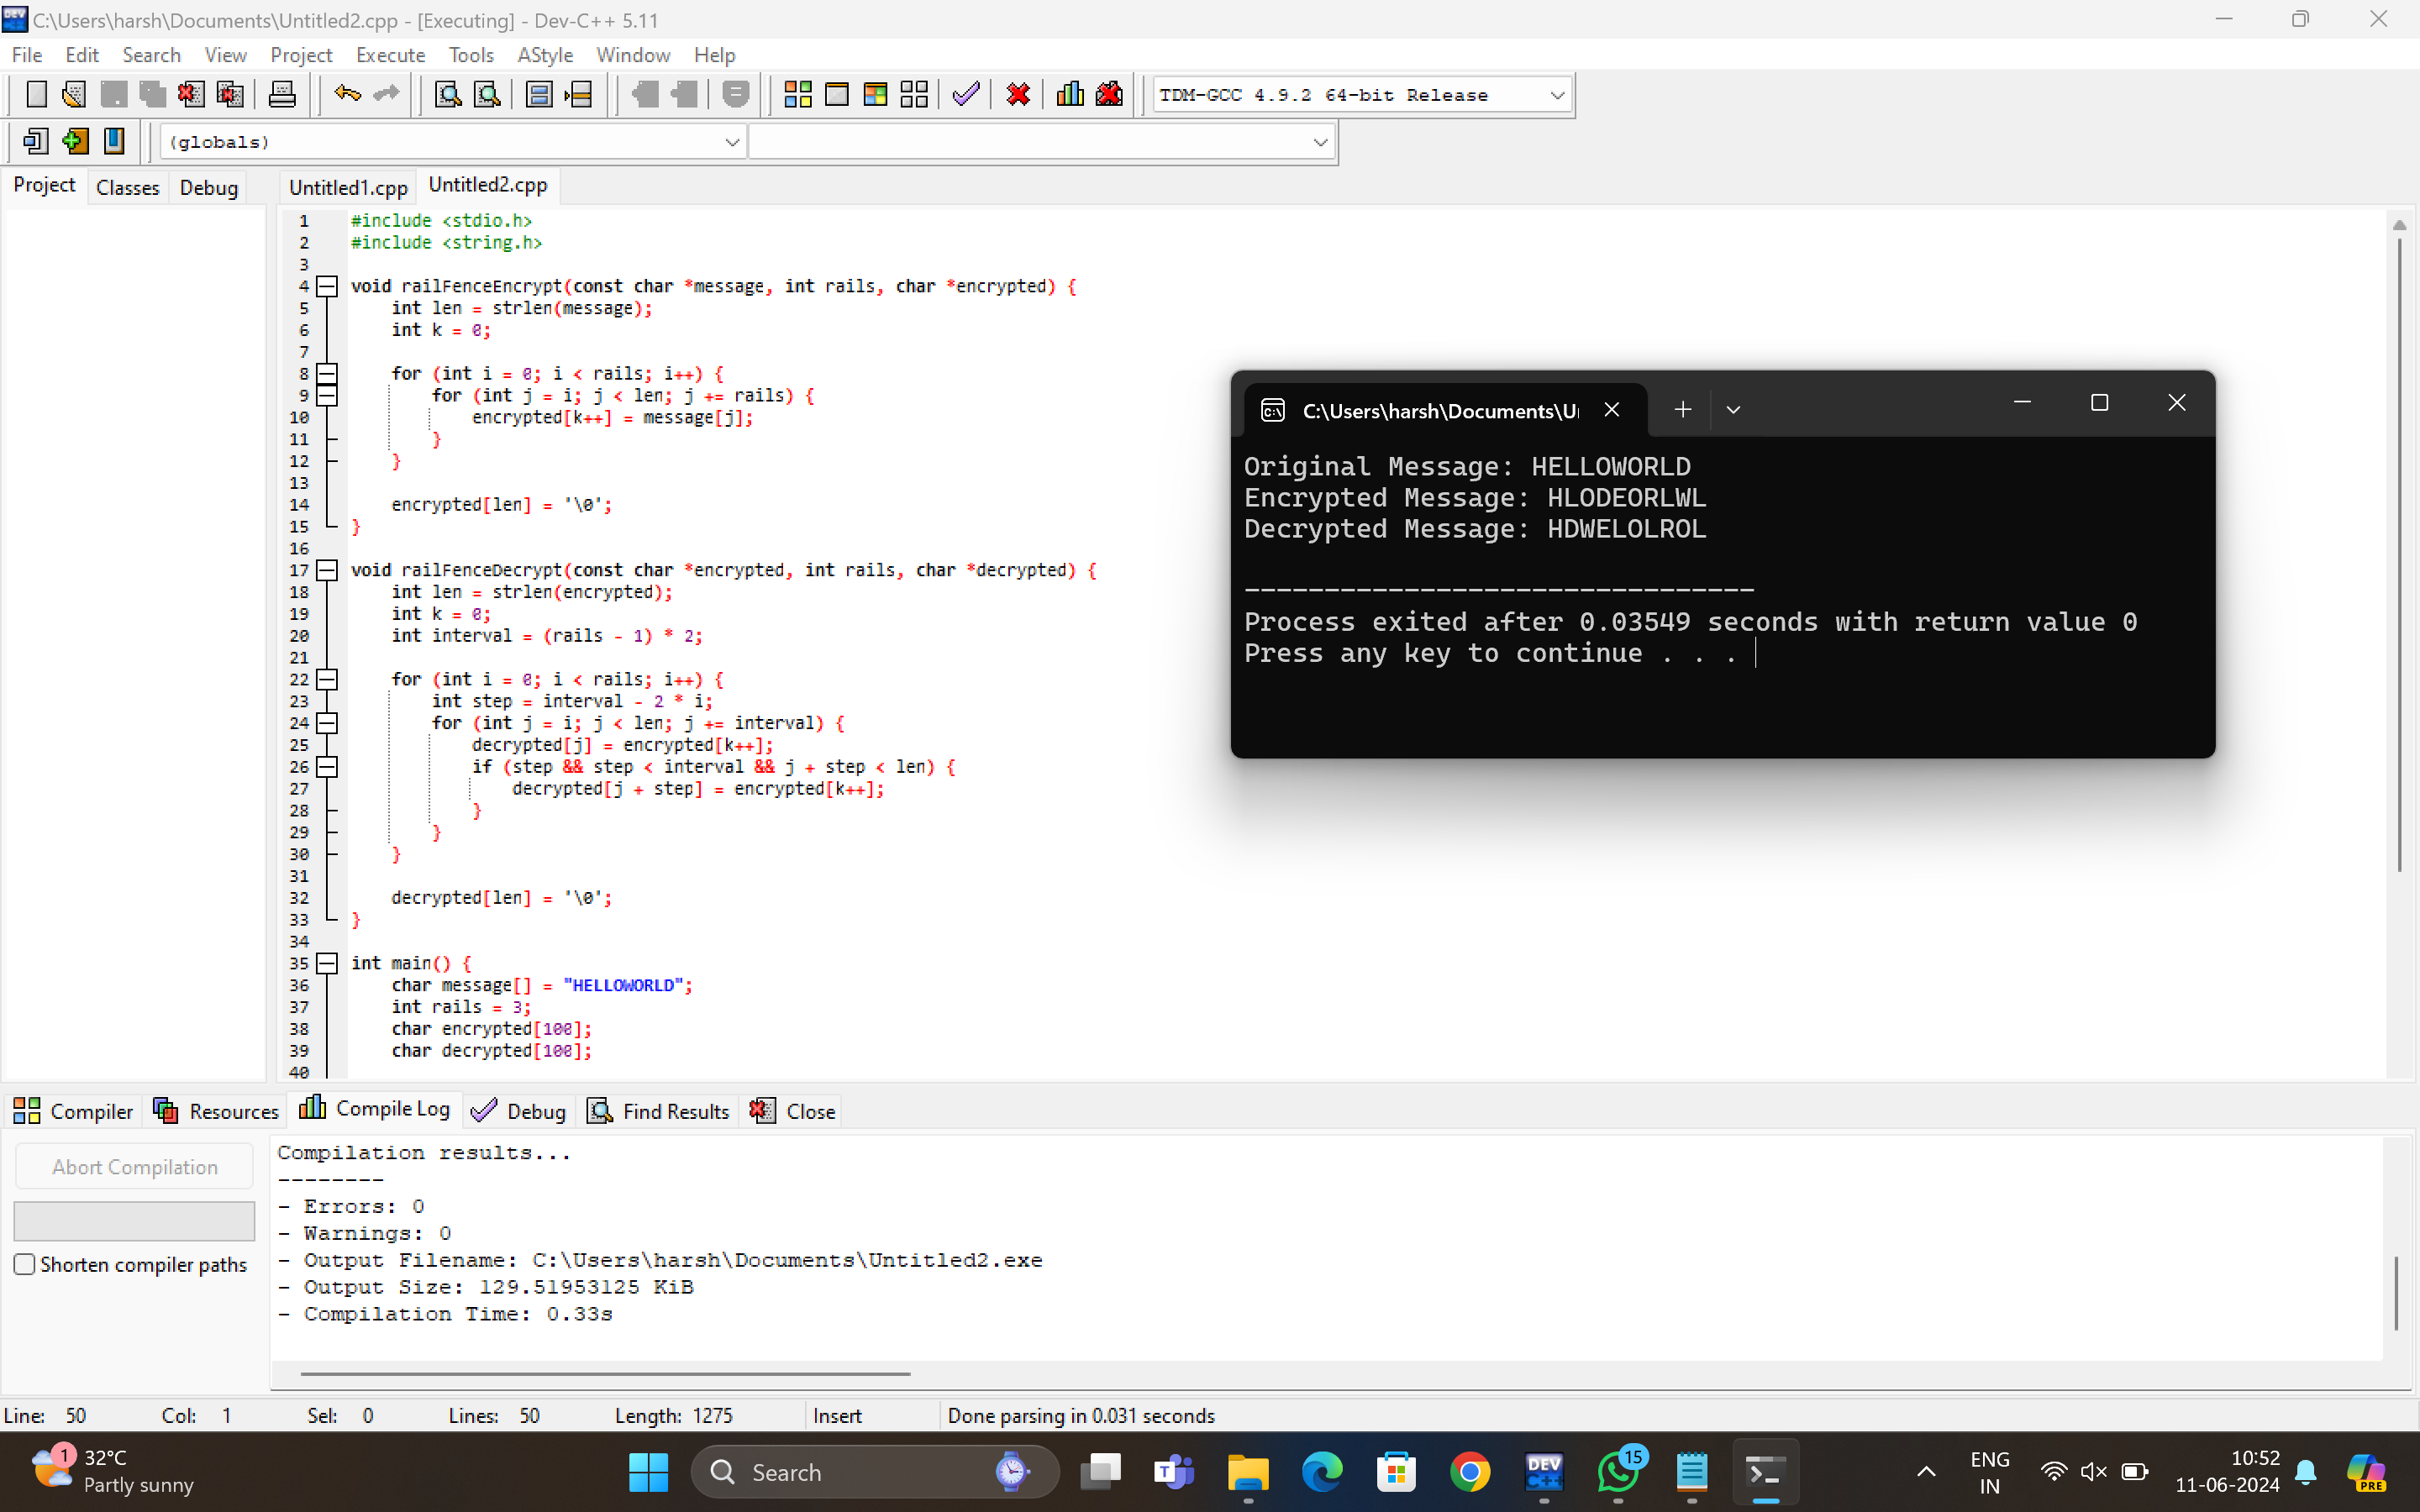 C:\Users\harsh\Documents\Untitled2.cpp - [Executing] - Dev-C++ 5.11
File Edit Search View Project Execute Tools AStyle Window Help
TDM-GCC 4.9.2 64-bit Release
(globals)
Project Classes Debug Untitled1.cpp Untitled2.cpp
1 #include <stdio.h>
2 #include <string.h>
3
4 void railFenceEncrypt(const char *message, int rails, char *encrypted) {
5 int len = strlen(message);
6 int k = 0;
7
8 for (int i = 0; i < rails; i++) {
9 for (int j = i; j < len; j += rails) {
10 encrypted[k++] = message[j];
11 }
12 }
13
14 encrypted[len] = '\0';
15 }
16
17 void railFenceDecrypt(const char *encrypted, int rails, char *decrypted) {
18 int len = strlen(encrypted);
19 int k = 0;
20 int interval = (rails - 1) * 2;
21
22 for (int i = 0; i < rails; i++) {
23 int step = interval - 2 * i;
24 for (int j = i; j < len; j += interval) {
25 decrypted[j] = encrypted[k++];
26 if (step && step < interval && j + step < len) {
27 decrypted[j + step] = encrypted[k++];
28 }
29 }
30 }
31
32 decrypted[len] = '\0';
33 }
34
35 int main() {
36 char message[] = "HELLOWORLD";
37 int rails = 3;
38 char encrypted[100];
39 char decrypted[100];
40
C:\Users\harsh\Documents\U
Original Message: HELLOWORLD
Encrypted Message: HLODEORLWL
Decrypted Message: HDWELOLROL
--------------------------------
Process exited after 0.03549 seconds with return value 0
Press any key to continue . . .
Compiler Resources Compile Log Debug Find Results Close
Abort Compilation
Shorten compiler paths
Compilation results...
--------
- Errors: 0
- Warnings: 0
- Output Filename: C:\Users\harsh\Documents\Untitled2.exe
- Output Size: 129.51953125 KiB
- Compilation Time: 0.33s
Line: 50 Col: 1 Sel: 0 Lines: 50 Length: 1275 Insert Done parsing in 0.031 seconds
1
32°C
Partly sunny
Search
T
DEV
C++
15
ENG
IN
10:52
11-06-2024
PRE